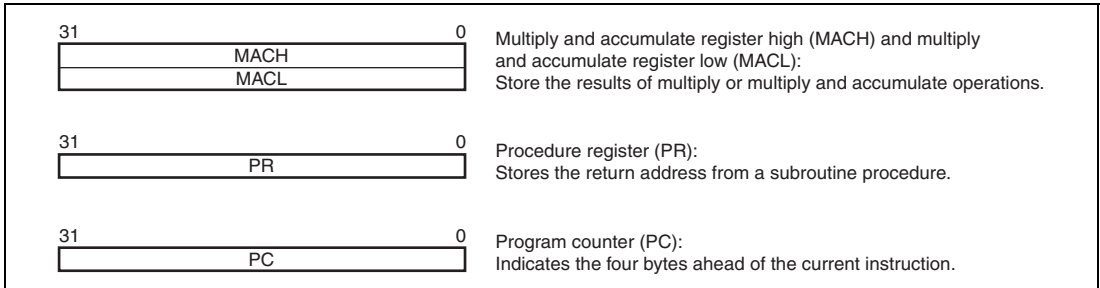 31 0
MACH
MACL
Multiply and accumulate register high (MACH) and multiply
and accumulate register low (MACL):
Store the results of multiply or multiply and accumulate operations.
31 0
PR
Procedure register (PR):
Stores the return address from a subroutine procedure.
31 0
PC
Program counter (PC):
Indicates the four bytes ahead of the current instruction.